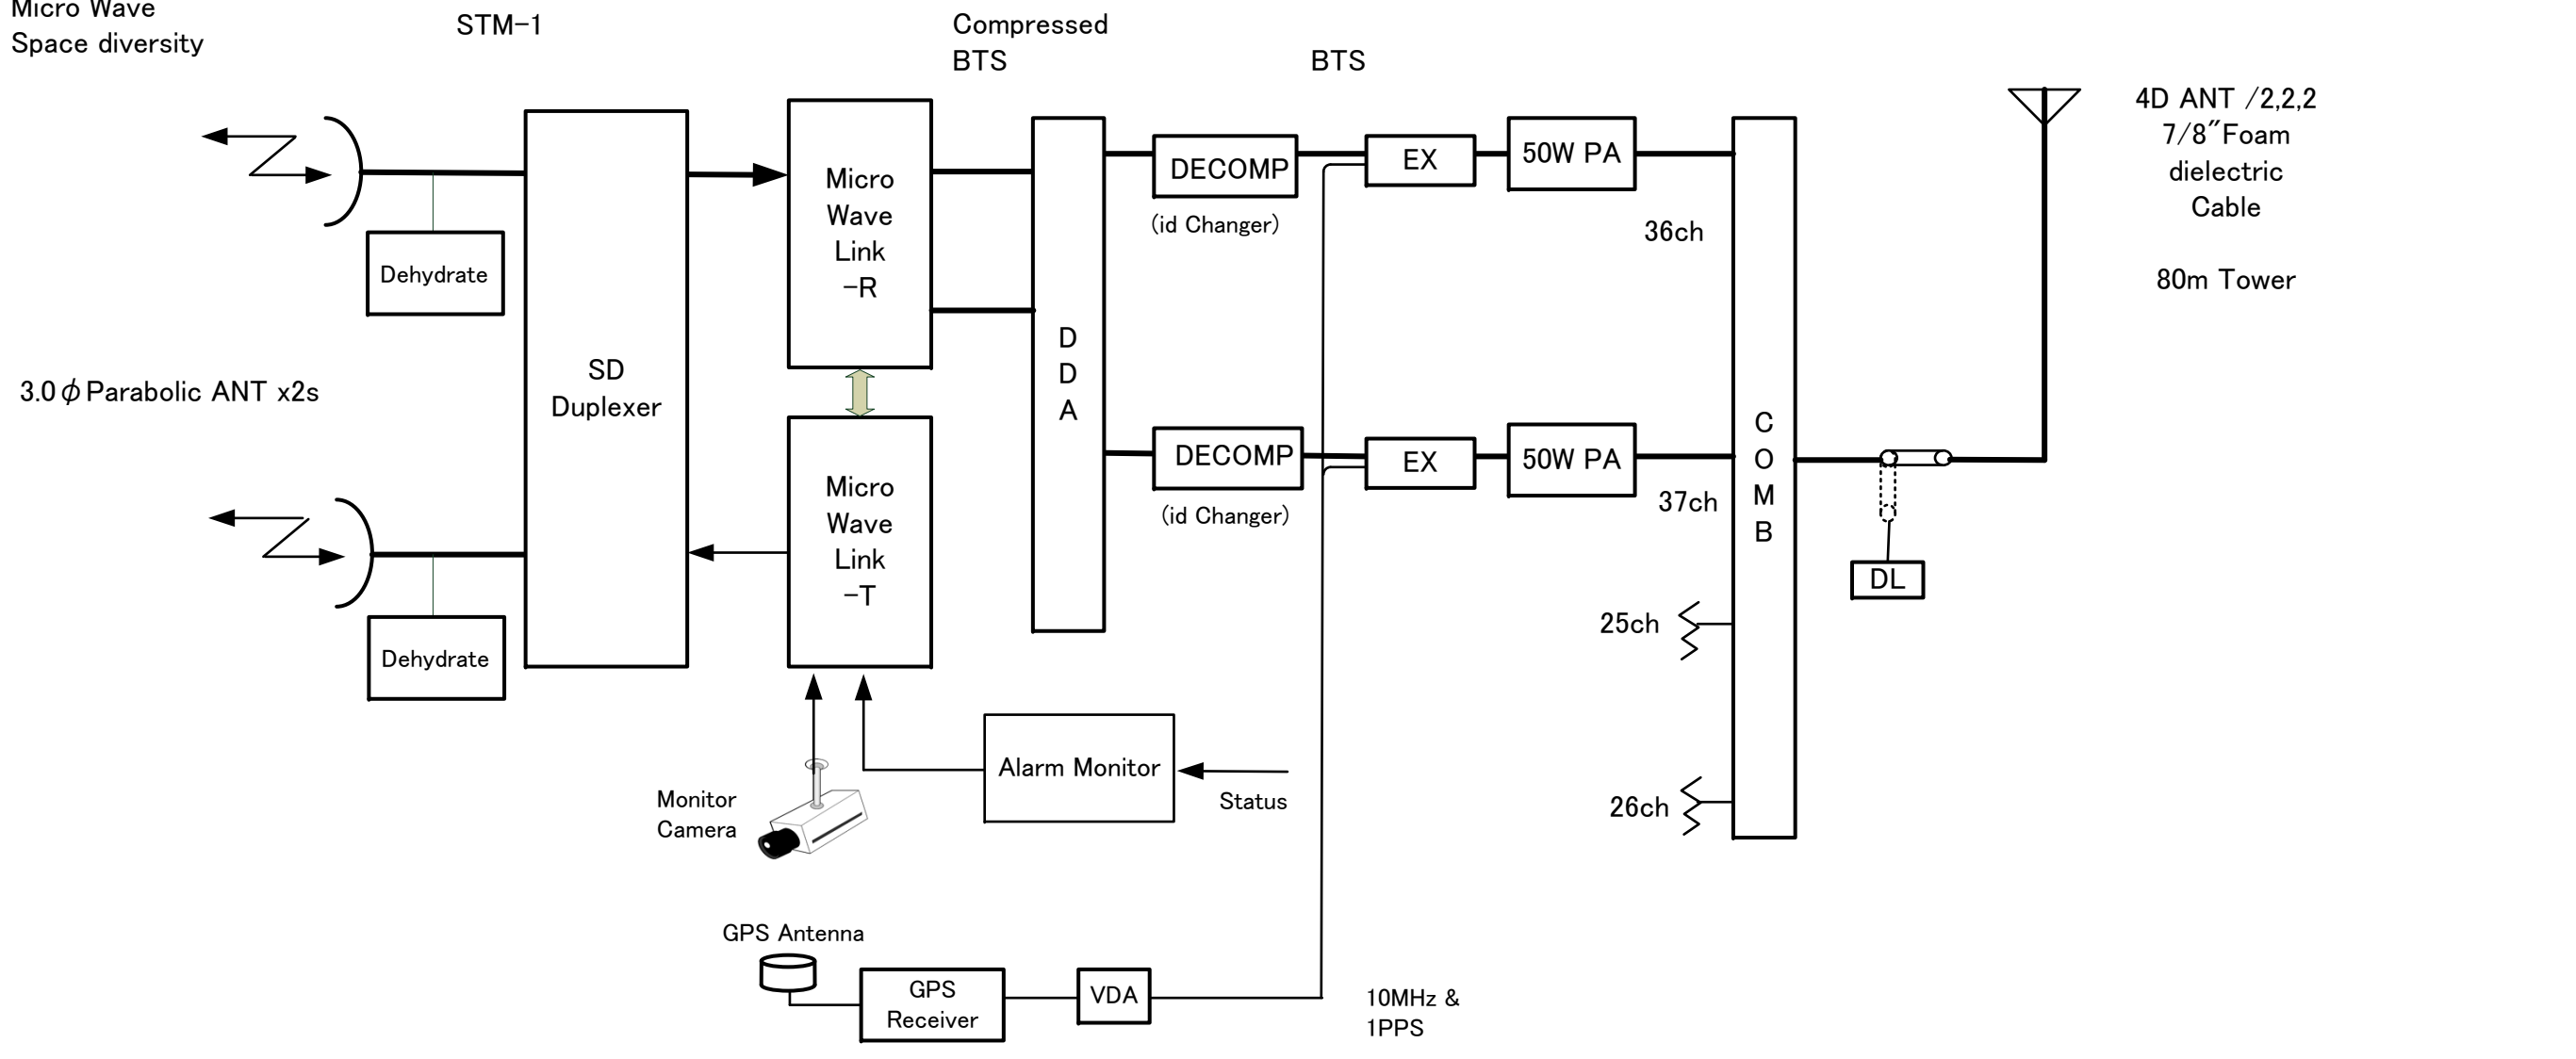 Micro Wave
Space diversity
STM-1
Compressed
BTS
BTS
4D ANT /2,2,2
7/8″Foam
dielectric
Cable
80m Tower
Micro
Wave
Link
-R
DECOMP
(id Changer)
EX
50W PA
36ch
Dehydrate
3.0φParabolic ANT x2s
SD
Duplexer
D
D
A
C
O
M
B
Micro
Wave
Link
-T
DECOMP
(id Changer)
EX
50W PA
37ch
DL
25ch
Dehydrate
Alarm Monitor
Status
Monitor
Camera
26ch
GPS Antenna
GPS
Receiver
VDA
10MHz &
1PPS